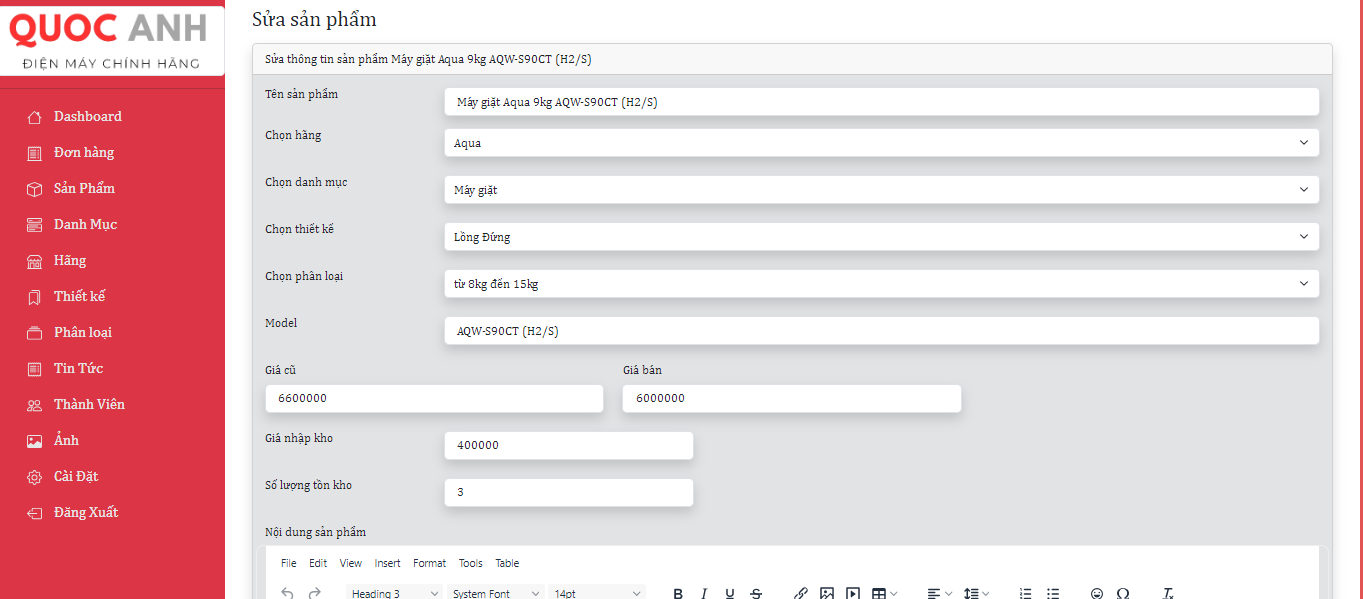 QUOC ANH
ĐIỆN MÁY CHÍNH HÃNG
Dashboard
Đơn hàng
Sản Phẩm
Danh Mục
Hãng
Thiết kế
Phân loại
Tin Tức
Thành Viên
Ảnh
Cài Đặt
Đăng Xuất
Sửa sản phẩm
Sửa thông tin sản phẩm Máy giặt Aqua 9kg AQW-S90CT (H2/S)
Tên sản phẩm
Máy giặt Aqua 9kg AQW-S90CT (H2/S)
Chọn hãng
Aqua
Chọn danh mục
Máy giặt
Chọn thiết kế
Lồng Đứng
Chọn phân loại
từ 8kg đến 15kg
Model
AQW-S90CT (H2/S)
Giá cũ Giá bán
6600000 6000000
Giá nhập kho
400000
Số lượng tồn kho
3
Nội dung sản phẩm
File Edit View Insert Format Tools Table
Heading 3 System Font 14pt B I U S